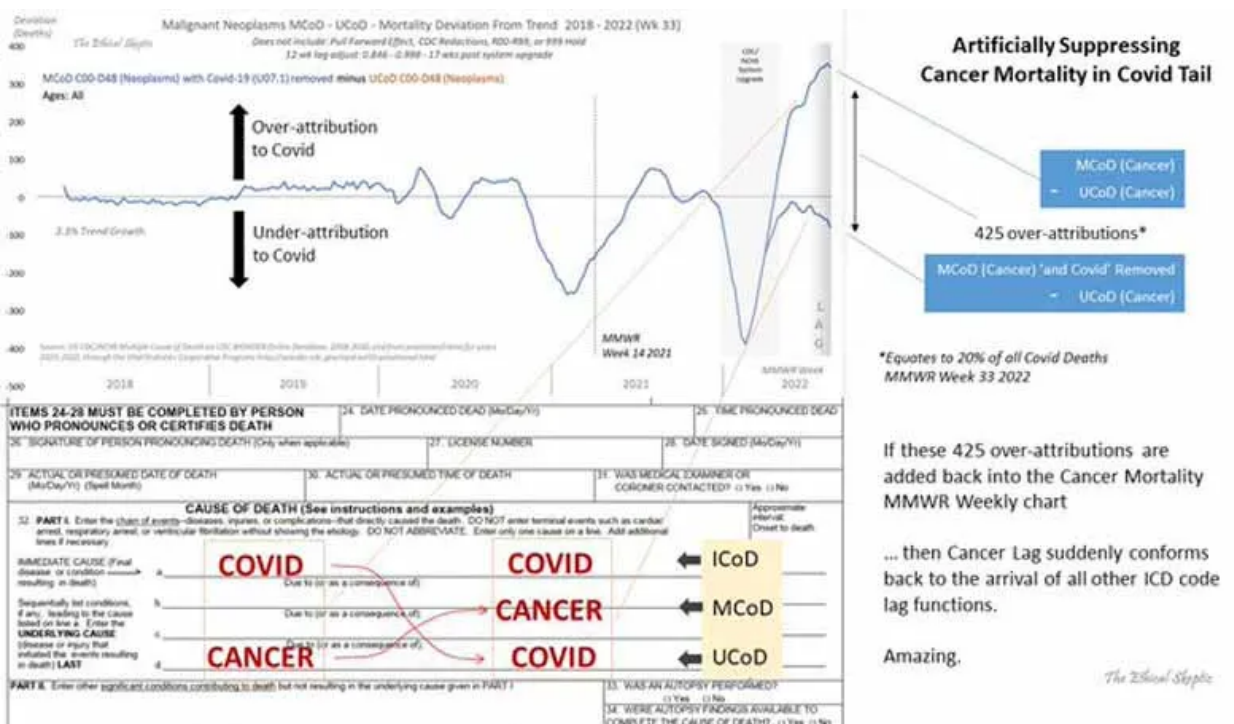 Deviation
(Deaths)
Malignant Neoplasms MCoD - UCoD - Mortality Deviation From Trend 2018 - 2022 (Wk 33)
The Ethical Skeptic
Does not include: Pull Forward Effect, CDC Redactions, R00-R99, or 999 Hold
12 wk lag adjust: 0.846 - 0.998 - 17 wks post system upgrade
MCoD C00-D48 (Neoplasms) with Covid-19 (U07.1) removed minus UCoD C00-D48 (Neoplasms)
Ages: All
CDC/
NCHS
System
Upgrade
400
300
200
100
0
-100
-200
-300
-400
-500
Over-attribution
to Covid
Under-attribution
to Covid
3.3% Trend Growth
MMWR
Week 14 2021
L
A
G
MMWR Week
2018
2019
2020
2021
2022
Artificially Suppressing
Cancer Mortality in Covid Tail
MCoD (Cancer)
- UCoD (Cancer)
425 over-attributions*
MCoD (Cancer) 'and Covid' Removed
- UCoD (Cancer)
*Equates to 20% of all Covid Deaths
MMWR Week 33 2022
If these 425 over-attributions are
added back into the Cancer Mortality
MMWR Weekly chart
... then Cancer Lag suddenly conforms
back to the arrival of all other ICD code
lag functions.
Amazing.
The Ethical Skeptic
ITEMS 24-28 MUST BE COMPLETED BY PERSON
WHO PRONOUNCES OR CERTIFIES DEATH
24. DATE PRONOUNCED DEAD (Mo/Day/Yr)
25. TIME PRONOUNCED DEAD
26. SIGNATURE OF PERSON PRONOUNCING DEATH (Only when applicable)
27. LICENSE NUMBER
28. DATE SIGNED (Mo/Day/Yr)
29. ACTUAL OR PRESUMED DATE OF DEATH
(Mo/Day/Yr) (Spell Month)
30. ACTUAL OR PRESUMED TIME OF DEATH
31. WAS MEDICAL EXAMINER OR
CORONER CONTACTED? □ Yes □ No
CAUSE OF DEATH (See instructions and examples)
32. PART I. Enter the chain of events--diseases, injuries, or complications--that directly caused the death. DO NOT enter terminal events such as cardiac
arrest, respiratory arrest, or ventricular fibrillation without showing the etiology. DO NOT ABBREVIATE. Enter only one cause on a line. Add additional
lines if necessary.
Approximate
interval:
Onset to death
IMMEDIATE CAUSE (Final
disease or condition
resulting in death)
a.
COVID
COVID
ICoD
Due to (or as a consequence of):
Due to (or as a consequence of):
Sequentially list conditions,
if any, leading to the cause
listed on line a. Enter the
UNDERLYING CAUSE
(disease or injury that
initiated the events resulting
in death) LAST
b.
CANCER
MCoD
Due to (or as a consequence of):
c.
Due to (or as a consequence of):
d.
CANCER
COVID
UCoD
PART II. Enter other significant conditions contributing to death but not resulting in the underlying cause given in PART I
33. WAS AN AUTOPSY PERFORMED?
□ Yes □ No
34. WERE AUTOPSY FINDINGS AVAILABLE TO
COMPLETE THE CAUSE OF DEATH? □ Yes □ No